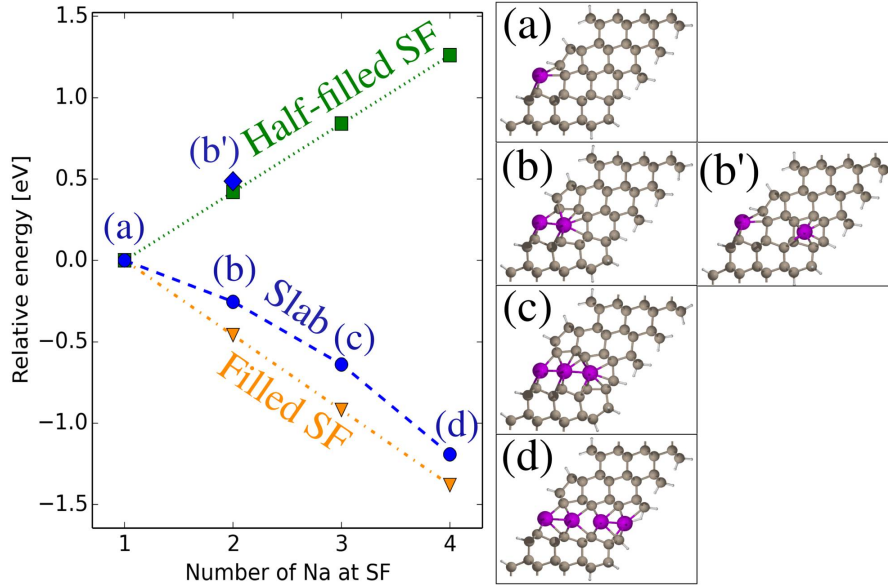 1.5
1.0
0.5
0.0
−0.5
−1.0
−1.5
Relative energy [eV]
1
2
3
4
Number of Na at SF
Half-filled SF
Slab
Filled SF
(a)
(b')
(b)
(c)
(d)
(a)
(b)
(b')
(c)
(d)